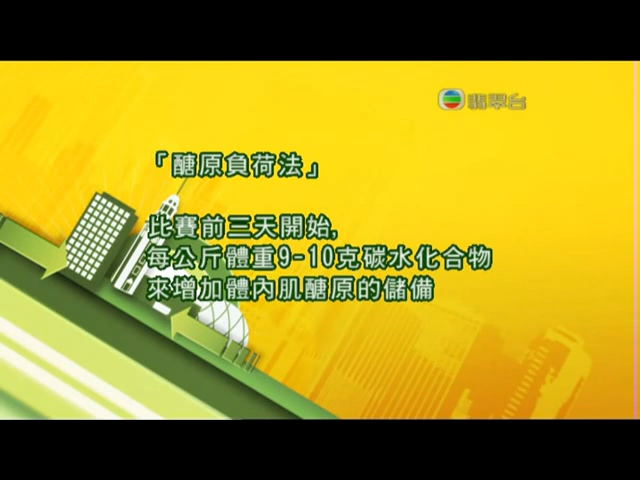 翡翠台
「醣原負荷法」
比賽前三天開始,
每公斤體重9-10克碳水化合物
來增加體內肌醣原的儲備